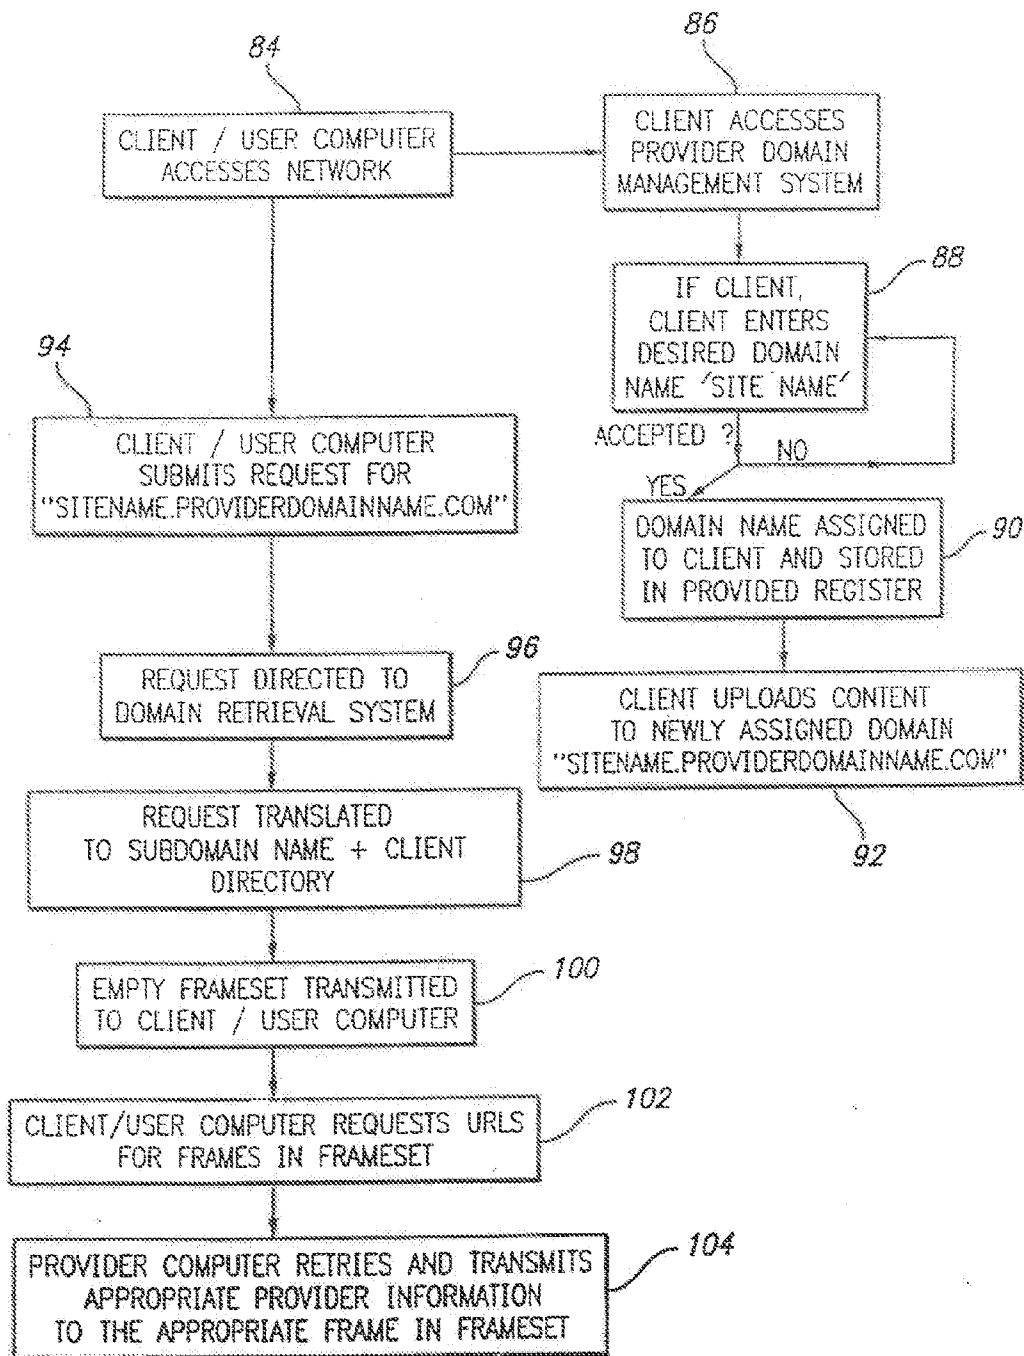 84
CLIENT / USER COMPUTER
ACCESSES NETWORK
86
CLIENT ACCESSES
PROVIDER DOMAIN
MANAGEMENT SYSTEM
88
IF CLIENT,
CLIENT ENTERS
DESIRED DOMAIN
NAME 'SITE NAME'
ACCEPTED ?
NO
YES
90
DOMAIN NAME ASSIGNED
TO CLIENT AND STORED
IN PROVIDED REGISTER
CLIENT UPLOADS CONTENT
TO NEWLY ASSIGNED DOMAIN
"SITENAME.PROVIDERDOMAINNAME.COM"
92
94
CLIENT / USER COMPUTER
SUBMITS REQUEST FOR
"SITENAME.PROVIDERDOMAINNAME.COM"
96
REQUEST DIRECTED TO
DOMAIN RETRIEVAL SYSTEM
REQUEST TRANSLATED
TO SUBDOMAIN NAME + CLIENT
DIRECTORY
98
100
EMPTY FRAMESET TRANSMITTED
TO CLIENT / USER COMPUTER
102
CLIENT/USER COMPUTER REQUESTS URLS
FOR FRAMES IN FRAMESET
104
PROVIDER COMPUTER RETRIES AND TRANSMITS
APPROPRIATE PROVIDER INFORMATION
TO THE APPROPRIATE FRAME IN FRAMESET